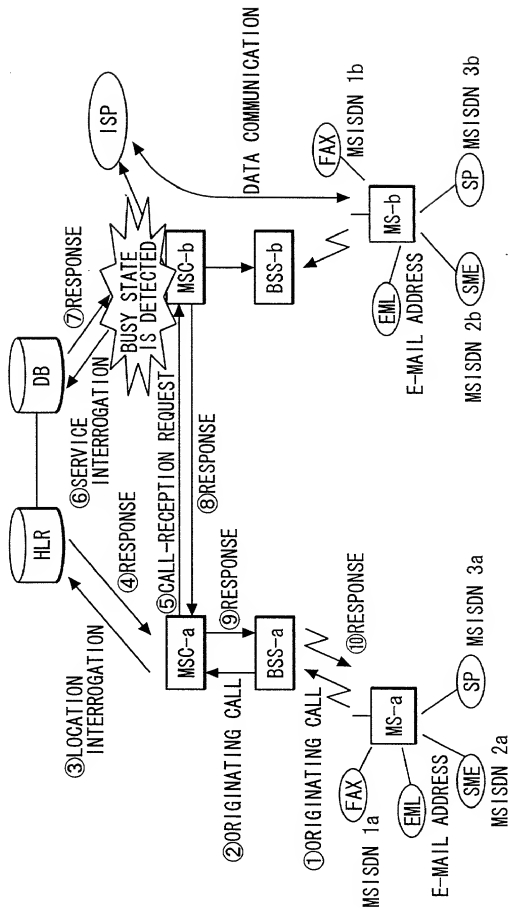 ③LOCATION
INTERROGATION
HLR
④RESPONSE
DB
⑥SERVICE
INTERROGATION
⑦RESPONSE
BUSY STATE
IS DETECTED
ISP
⑤CALL-RECEPTION REQUEST
MSC-a
MSC-b
⑧RESPONSE
②ORIGINATING CALL
⑨RESPONSE
BSS-a
BSS-b
DATA COMMUNICATION
①ORIGINATING CALL
⑩RESPONSE
MS-a
FAX
MSISDN 1a
EML
E-MAIL ADDRESS
SME
MSISDN 2a
SP
MSISDN 3a
MS-b
FAX
MSISDN 1b
EML
E-MAIL ADDRESS
SME
MSISDN 2b
SP
MSISDN 3b